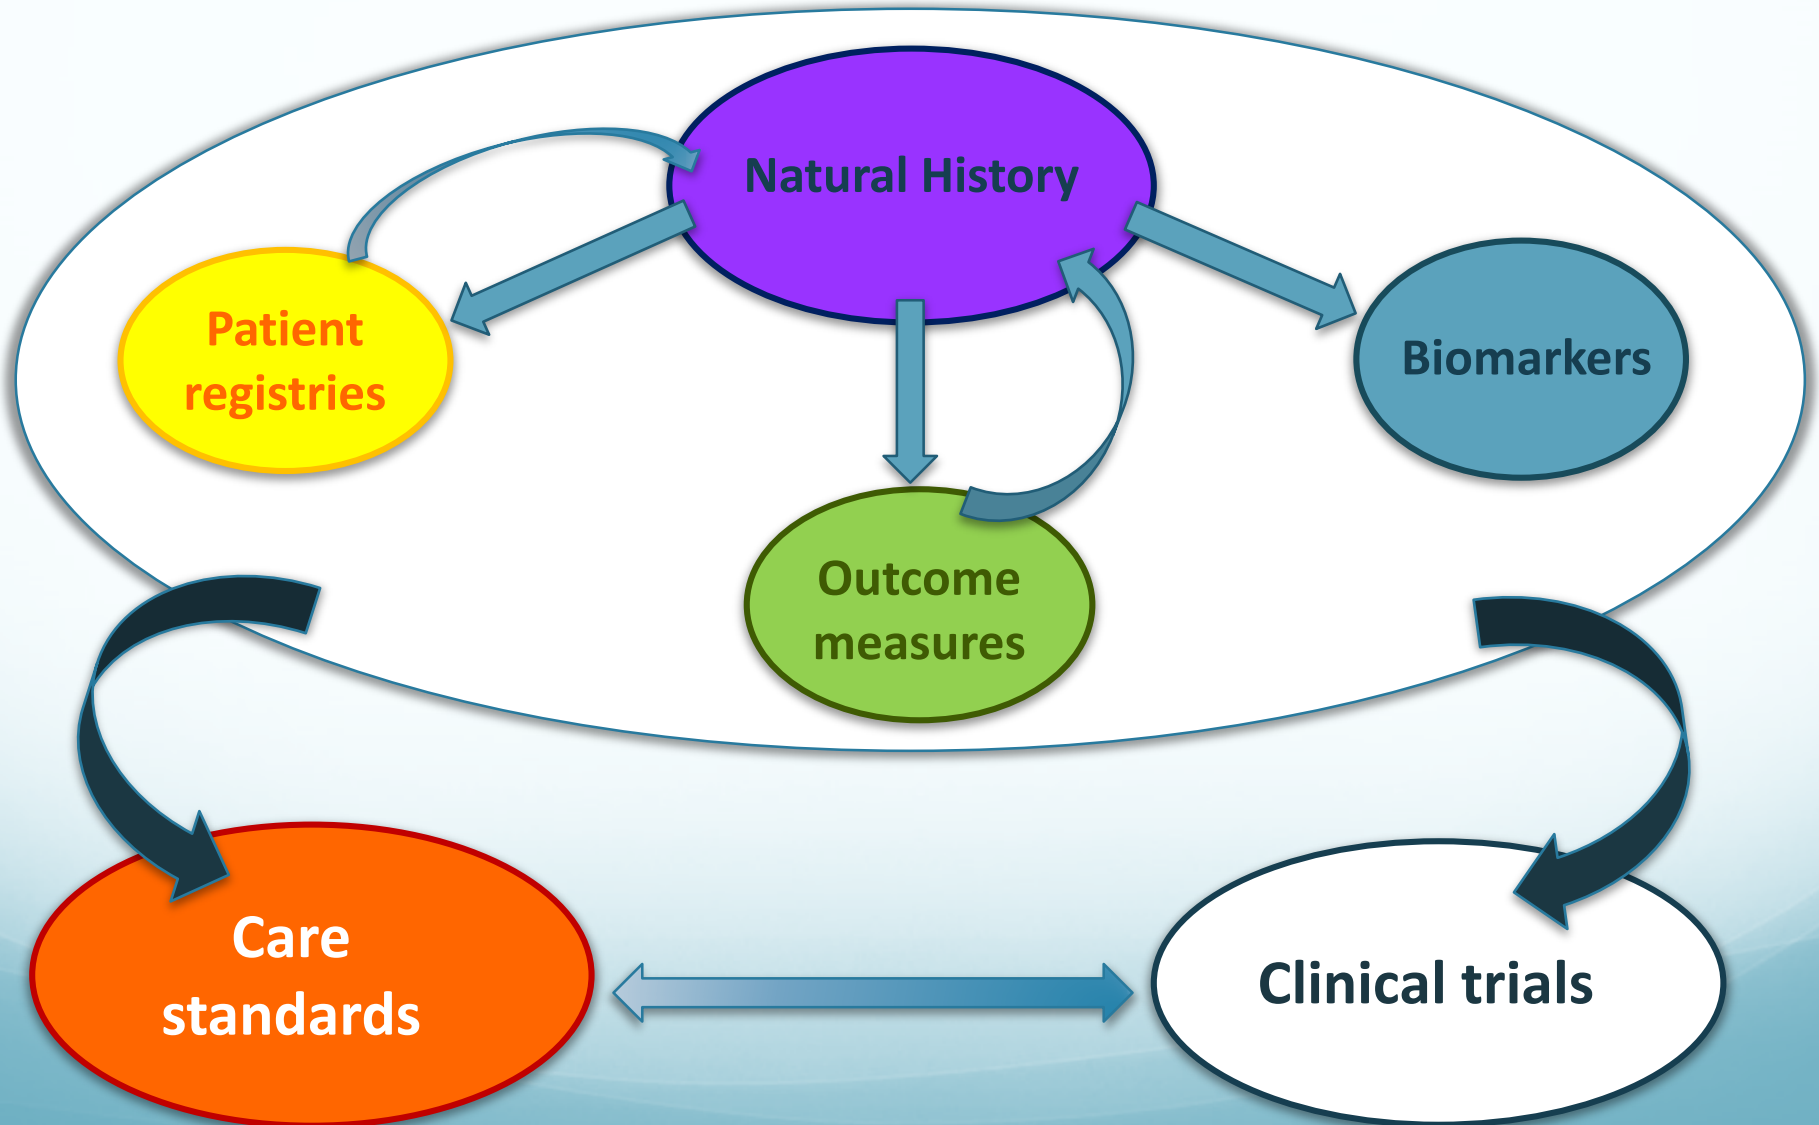 Natural History
Patient
registries
Biomarkers
Outcome
measures
Care
standards
Clinical trials